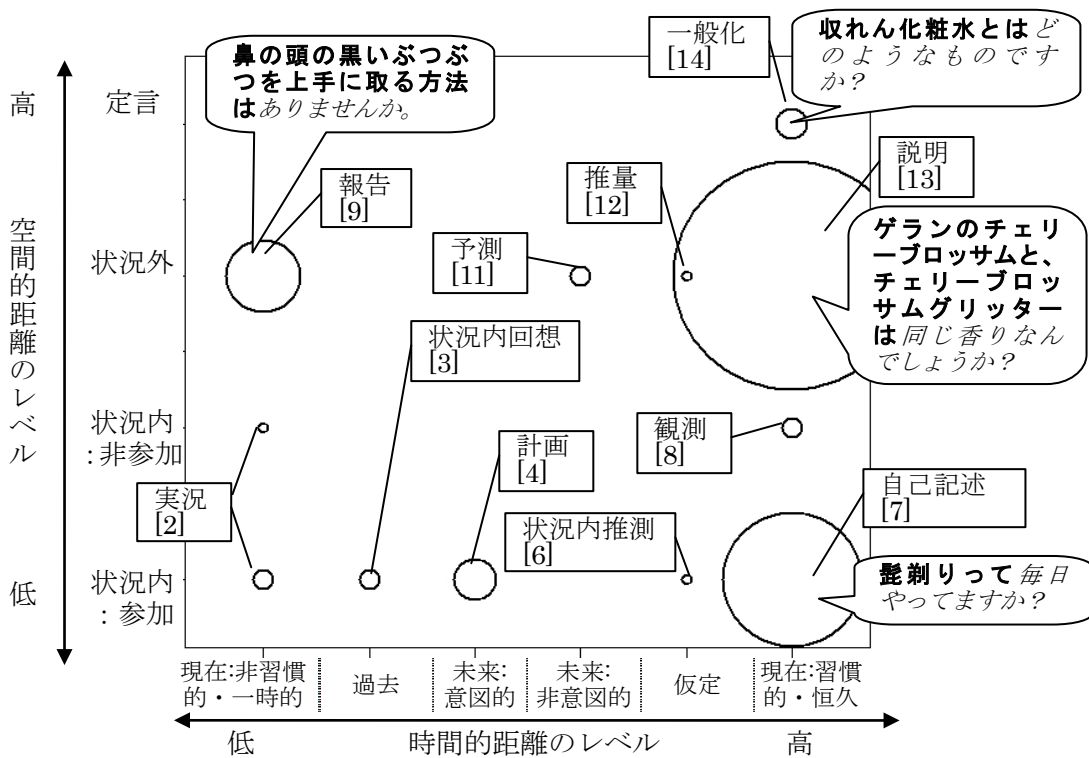 一般化
[14]
収れん化粧水とはど
のようなものです
か？
鼻の頭の黒いぶつぶ
つを上手に取る方法
はありませんか。
高
定言
報告
[9]
推量
[12]
説明
[13]
空間的距離のレベル
状況外
予測
[11]
ゲランのチェリ
ーブロッサムと、
チェリーブロッ
サムグリッター
は同じ香りなん
でしょうか？
状況内回想
[3]
状況内
:非参加
計画
[4]
観測
[8]
実況
[2]
自己記述
[7]
状況内推測
[6]
低
状況内
:参加
髭剃りって毎日
やってますか？
現在:非習慣
的・一時的
過去
未来:
意図的
未来:
非意図的
仮定
現在:習慣
的・恒久
低
時間的距離のレベル
高